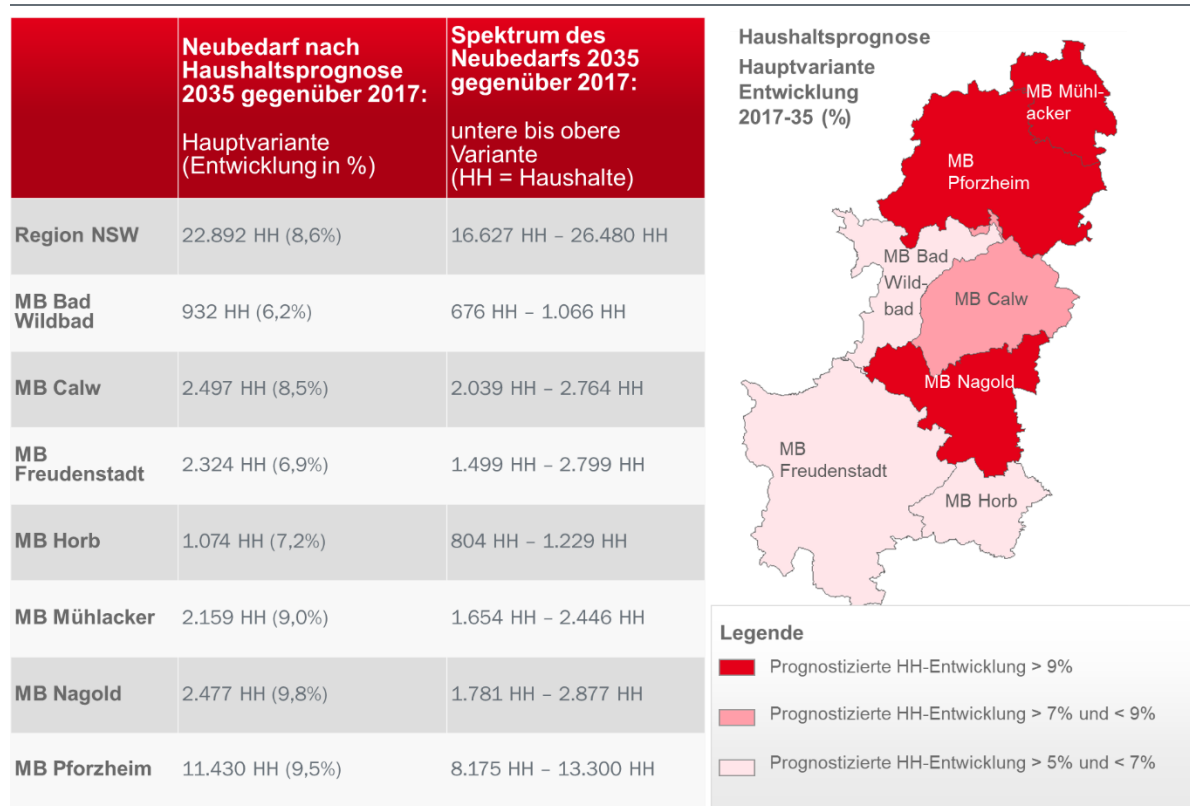 Neubedarf nach
Haushaltsprognose
2035 gegenüber 2017:
Hauptvariante
(Entwicklung in %)
Spektrum des
Neubedarfs 2035
gegenüber 2017:
untere bis obere
Variante
(HH = Haushalte)
Region NSW
22.892 HH (8,6%)
16.627 HH – 26.480 HH
MB Bad
Wildbad
932 HH (6,2%)
676 HH – 1.066 HH
MB Calw
2.497 HH (8,5%)
2.039 HH – 2.764 HH
MB
Freudenstadt
2.324 HH (6,9%)
1.499 HH – 2.799 HH
MB Horb
1.074 HH (7,2%)
804 HH – 1.229 HH
MB Mühlacker
2.159 HH (9,0%)
1.654 HH – 2.446 HH
MB Nagold
2.477 HH (9,8%)
1.781 HH – 2.877 HH
MB Pforzheim
11.430 HH (9,5%)
8.175 HH – 13.300 HH
Haushaltsprognose
Hauptvariante
Entwicklung
2017-35 (%)
MB Mühl-
acker
MB
Pforzheim
MB Bad
Wild-
bad
MB Calw
MB Nagold
MB
Freudenstadt
MB Horb
Legende
Prognostizierte HH-Entwicklung > 9%
Prognostizierte HH-Entwicklung > 7% und < 9%
Prognostizierte HH-Entwicklung > 5% und < 7%